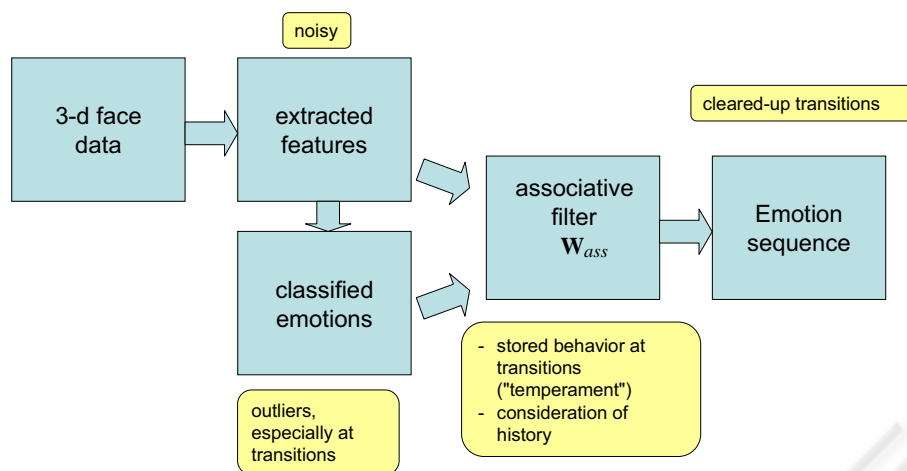 noisy
3-d face
data
extracted
features
cleared-up transitions
associative
filter
W_ass
Emotion
sequence
classified
emotions
outliers,
especially at
transitions
- stored behavior at
transitions
("temperament")
- consideration of
history